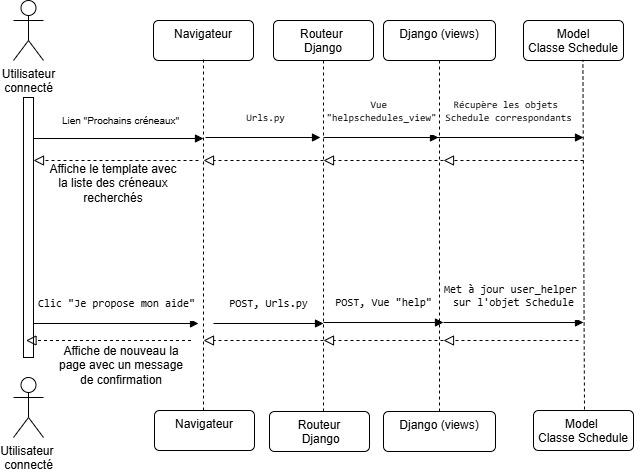 Utilisateur
connecté
Navigateur
Routeur
Django
Django (views)
Model
Classe Schedule
Lien "Prochains créneaux"
Urls.py
Vue
"helpschedules_view"
Récupère les objets
Schedule correspondants
Affiche le template avec
la liste des créneaux
recherchés
Clic "Je propose mon aide"
POST, Urls.py
POST, Vue "help"
Met à jour user_helper
sur l'objet Schedule
Affiche de nouveau la
page avec un message
de confirmation
Utilisateur
connecté
Navigateur
Routeur
Django
Django (views)
Model
Classe Schedule